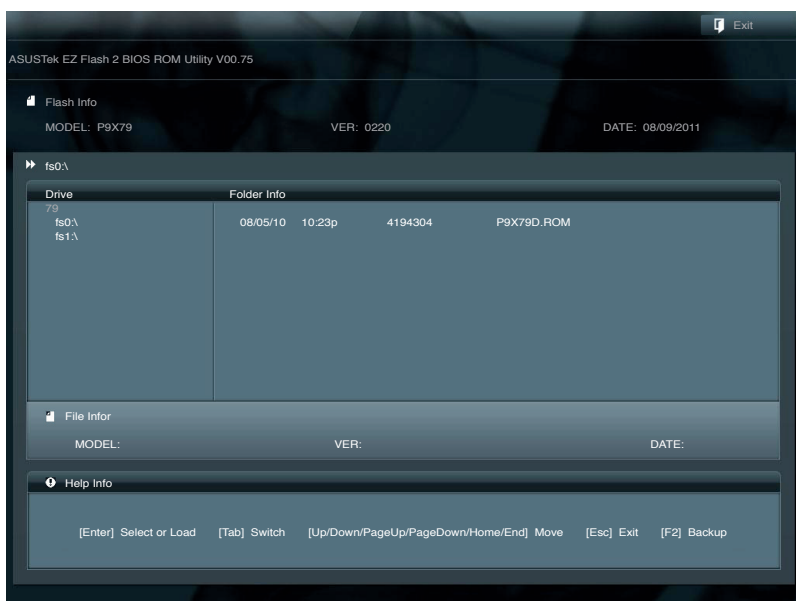 Exit
ASUSTek EZ Flash 2 BIOS ROM Utility V00.75
Flash Info
MODEL: P9X79 VER: 0220 DATE: 08/09/2011
fs0:\
Drive Folder Info
79
fs0:\ 08/05/10 10:23p 4194304 P9X79D.ROM
fs1:\
File Infor
MODEL: VER: DATE:
Help Info
[Enter] Select or Load [Tab] Switch [Up/Down/PageUp/PageDown/Home/End] Move [Esc] Exit [F2] Backup